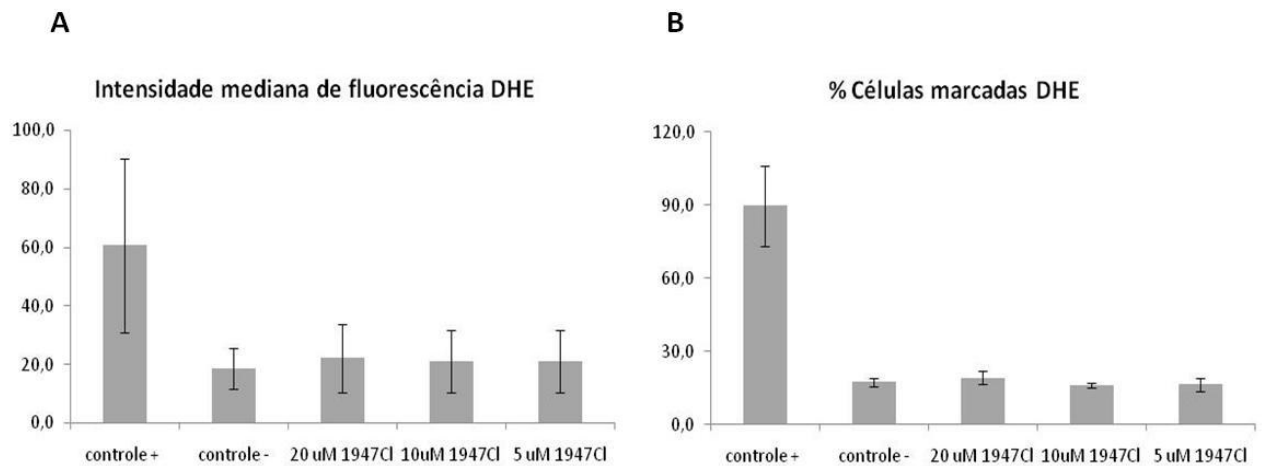 A
Intensidade mediana de fluorescência DHE
100,0
80,0
60,0
40,0
20,0
0,0
controle + controle - 20 uM 1947Cl 10uM 1947Cl 5 uM 1947Cl
B
% Células marcadas DHE
120,0
90,0
60,0
30,0
0,0
controle + controle - 20 uM 1947Cl 10uM 1947Cl 5 uM 1947Cl